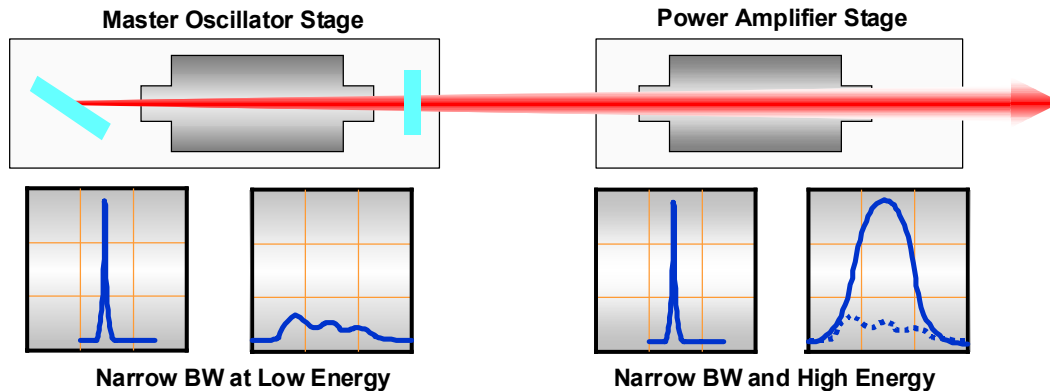 Master Oscillator Stage
Power Amplifier Stage
Narrow BW at Low Energy
Narrow BW and High Energy